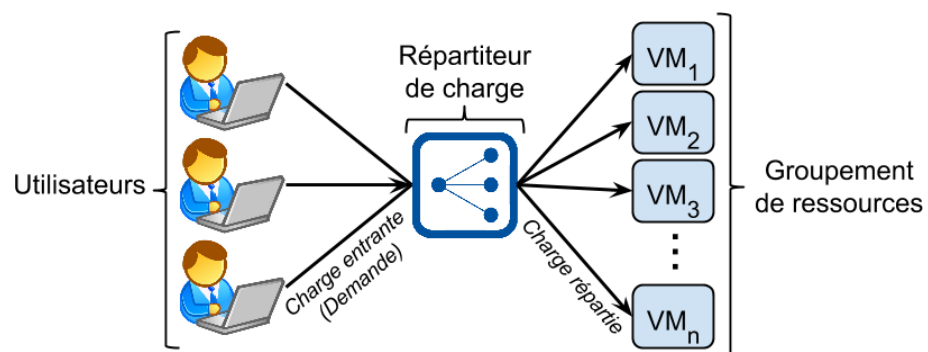 Utilisateurs
Charge entrante
(Demande)
Répartiteur
de charge
Charge répartie
VM1
VM2
VM3
VMn
Groupement
de ressources